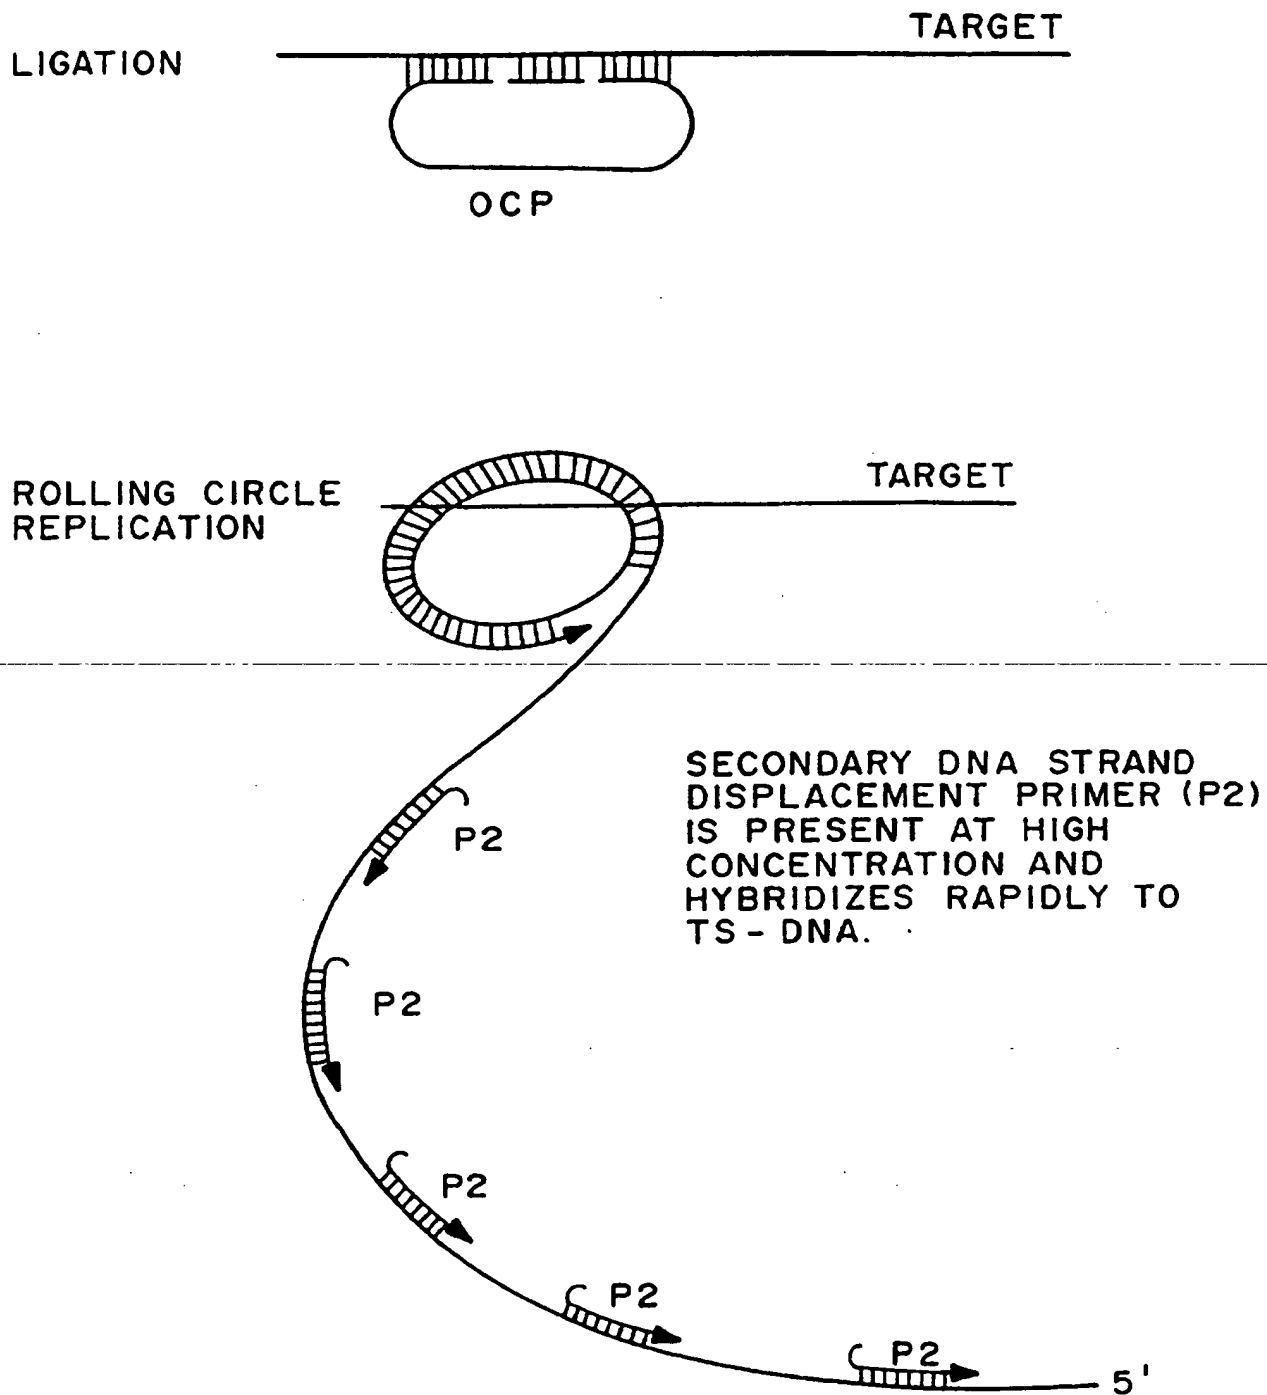 TARGET
LIGATION
OCP
TARGET
ROLLING CIRCLE
REPLICATION
SECONDARY DNA STRAND
DISPLACEMENT PRIMER (P2)
IS PRESENT AT HIGH
CONCENTRATION AND
HYBRIDIZES RAPIDLY TO
TS-DNA.
P2
P2
P2
P2
P2
5'